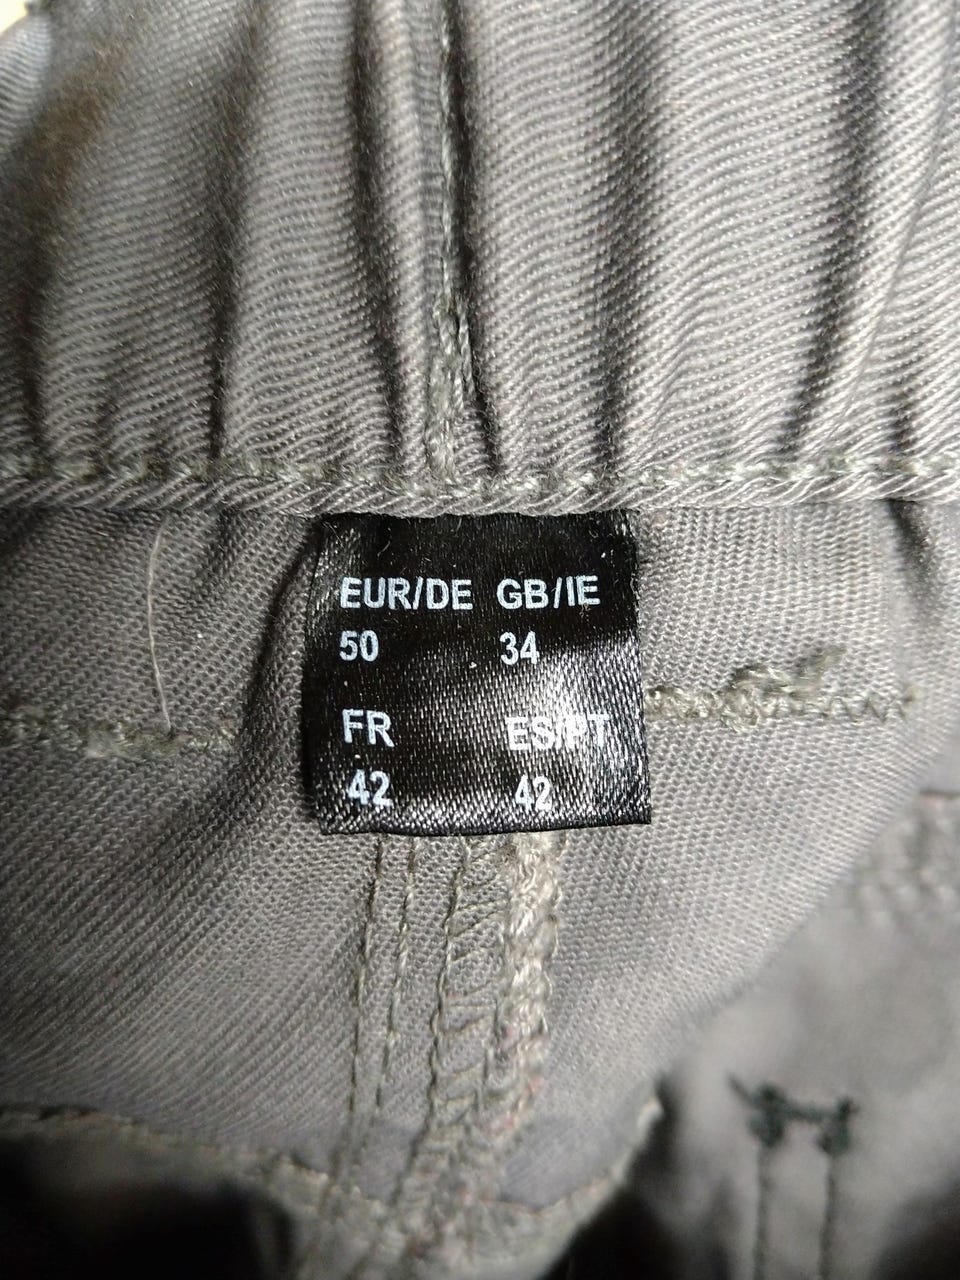 EUR/DE GB/IE
50 34
FR ES/PT
42 42